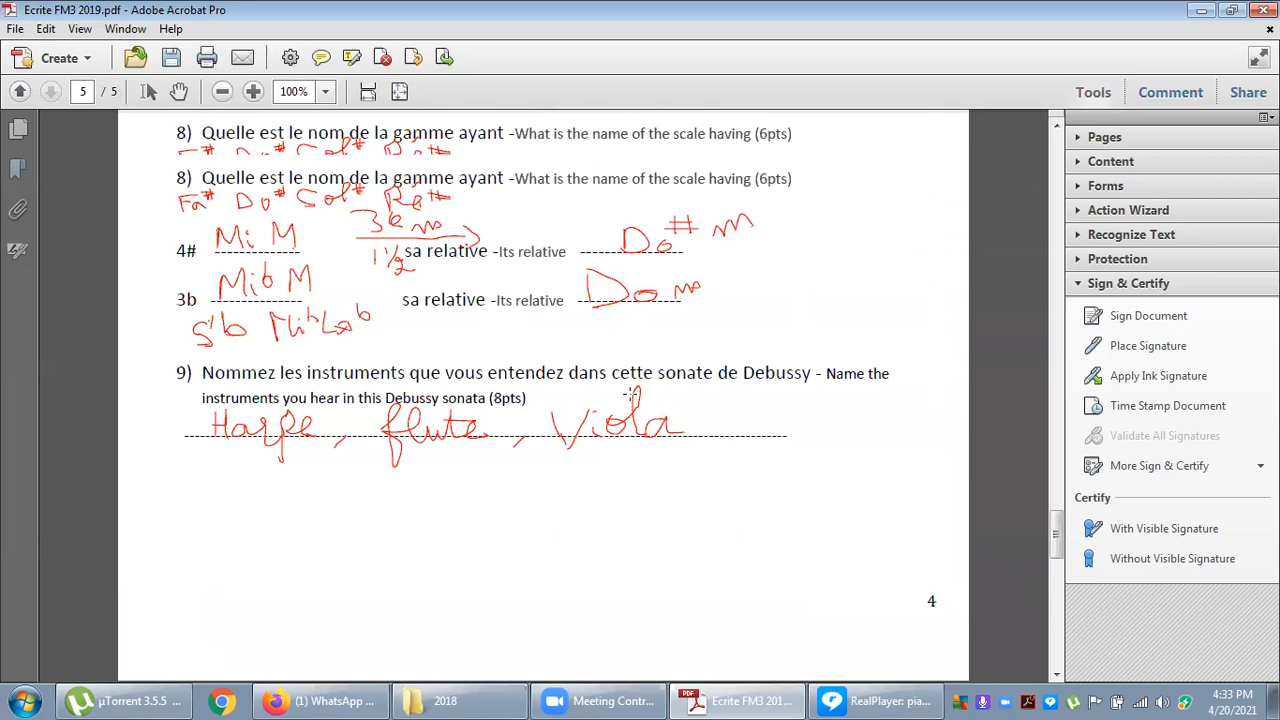 Ecrite FM3 2019.pdf - Adobe Acrobat Pro
File Edit View Window Help
Create
5 / 5 100% Tools Comment Share
8) Quelle est le nom de la gamme ayant -What is the name of the scale having (6pts)
8) Quelle est le nom de la gamme ayant -What is the name of the scale having (6pts)
Fa# Do# Sol# Ré#
3e m
4# Mi M 1 1/2 sa relative -Its relative Do# m
3b Mib M sa relative -Its relative Do m
Sib Mib Lab
9) Nommez les instruments que vous entendez dans cette sonate de Debussy - Name the
instruments you hear in this Debussy sonata (8pts)
Harpe, flute, Viola
4
Pages
Content
Forms
Action Wizard
Recognize Text
Protection
Sign & Certify
Sign Document
Place Signature
Apply Ink Signature
Time Stamp Document
Validate All Signatures
More Sign & Certify
Certify
With Visible Signature
Without Visible Signature
µTorrent 3.5.5 ... (1) WhatsApp ... 2018 Meeting Contr... Ecrite FM3 201... RealPlayer: pia...
4:33 PM
4/20/2021